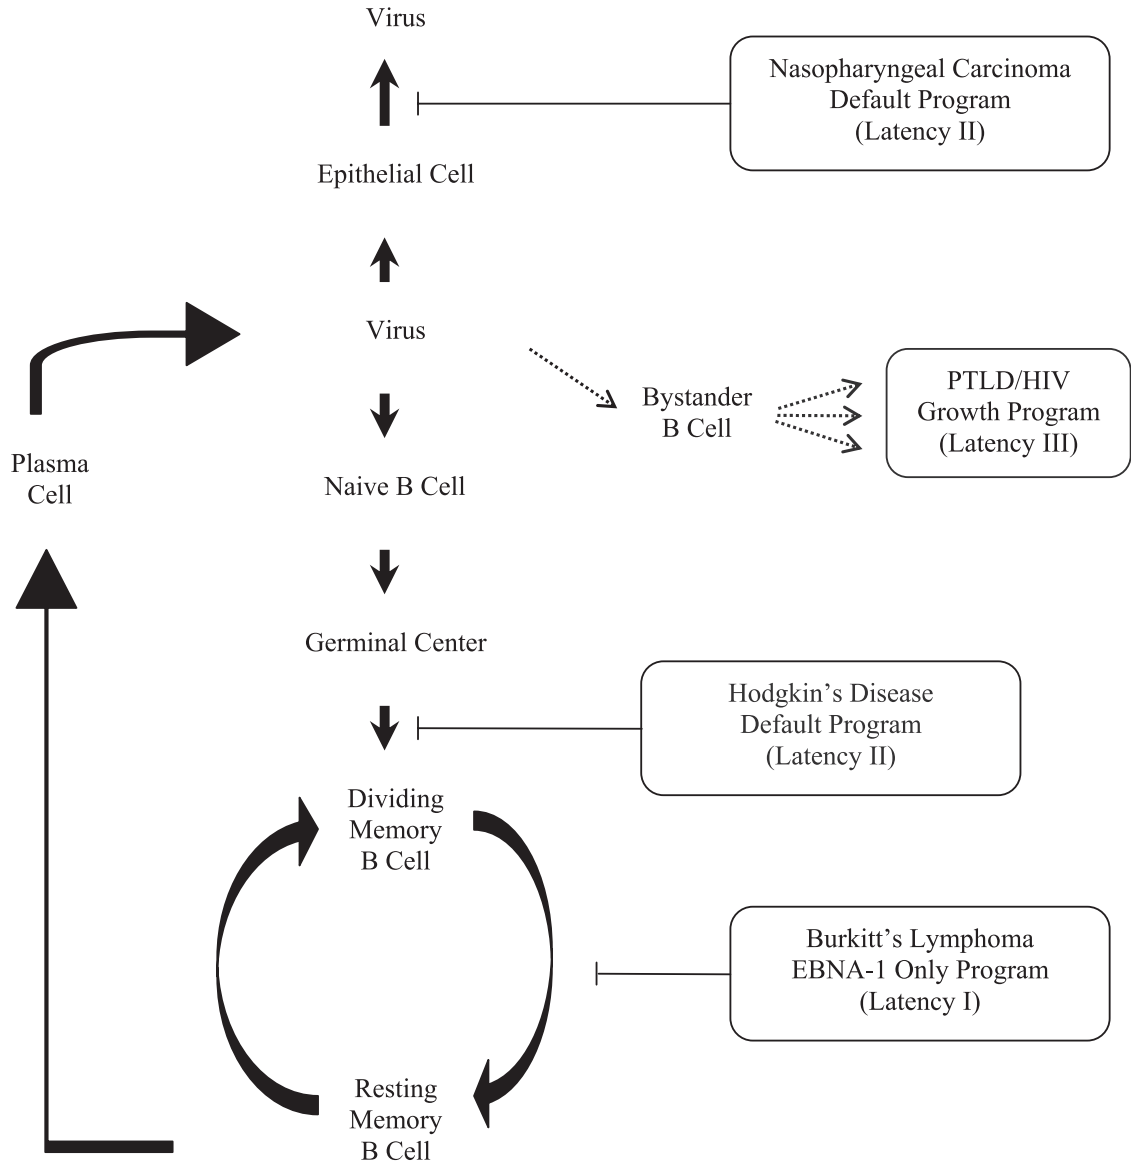 Virus
Nasopharyngeal Carcinoma
Default Program
(Latency II)
Epithelial Cell
Virus
Bystander
B Cell
PTLD/HIV
Growth Program
(Latency III)
Plasma
Cell
Naive B Cell
Germinal Center
Hodgkin’s Disease
Default Program
(Latency II)
Dividing
Memory
B Cell
Burkitt’s Lymphoma
EBNA-1 Only Program
(Latency I)
Resting
Memory
B Cell